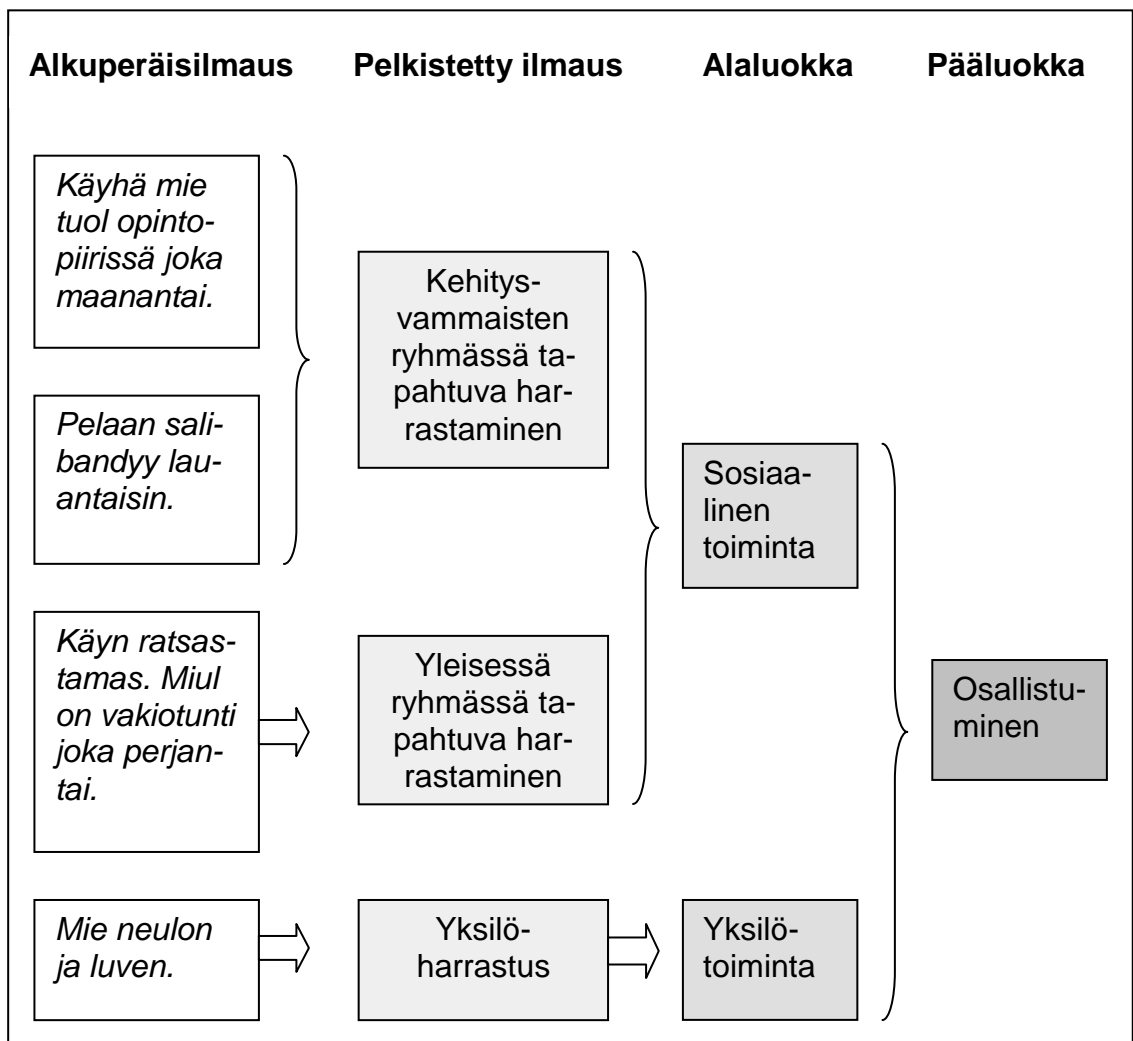 Alkuperäisilmaus Pelkistetty ilmaus Alaluokka Pääluokka
Käyhä mie
tuol opinto-
piirissä joka
maanantai.
Pelaan sali-
bandyy lau-
antaisin.
Käyn ratsas-
tamas. Miul
on vakiotunti
joka perjan-
tai.
Mie neulon
ja luven.
Kehitys-
vammaisten
ryhmässä ta-
pahtuva har-
rastaminen
Yleisessä
ryhmässä ta-
pahtuva har-
rastaminen
Yksilö-
harrastus
Sosiaa-
linen
toiminta
Yksilö-
toiminta
Osallistu-
minen